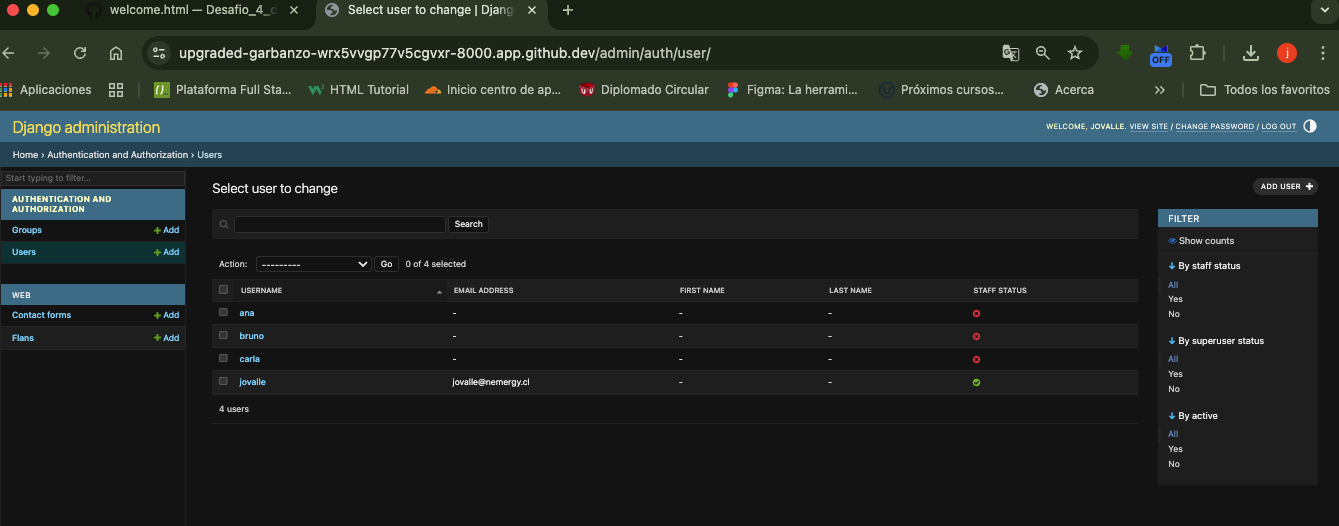 welcome.html — Desafio_4_d
Select user to change | Djang
upgraded-garbanzo-wrx5vvgp77v5cgvxr-8000.app.github.dev/admin/auth/user/
OFF
j
Aplicaciones
Plataforma Full Sta...
HTML Tutorial
Inicio centro de ap...
Diplomado Circular
Figma: La herrami...
Próximos cursos...
Acerca
»
Todos los favoritos
Django administration
WELCOME, JOVALLE. VIEW SITE / CHANGE PASSWORD / LOG OUT
Home › Authentication and Authorization › Users
Start typing to filter...
AUTHENTICATION AND
AUTHORIZATION
Groups + Add
Users + Add
WEB
Contact forms + Add
Flans + Add
Select user to change
ADD USER +
Search
Action: --------- Go 0 of 4 selected
USERNAME EMAIL ADDRESS FIRST NAME LAST NAME STAFF STATUS
ana - - -
bruno - - -
carla - - -
jovalle jovalle@nemergy.cl - -
4 users
FILTER
Show counts
↓ By staff status
All
Yes
No
↓ By superuser status
All
Yes
No
↓ By active
All
Yes
No